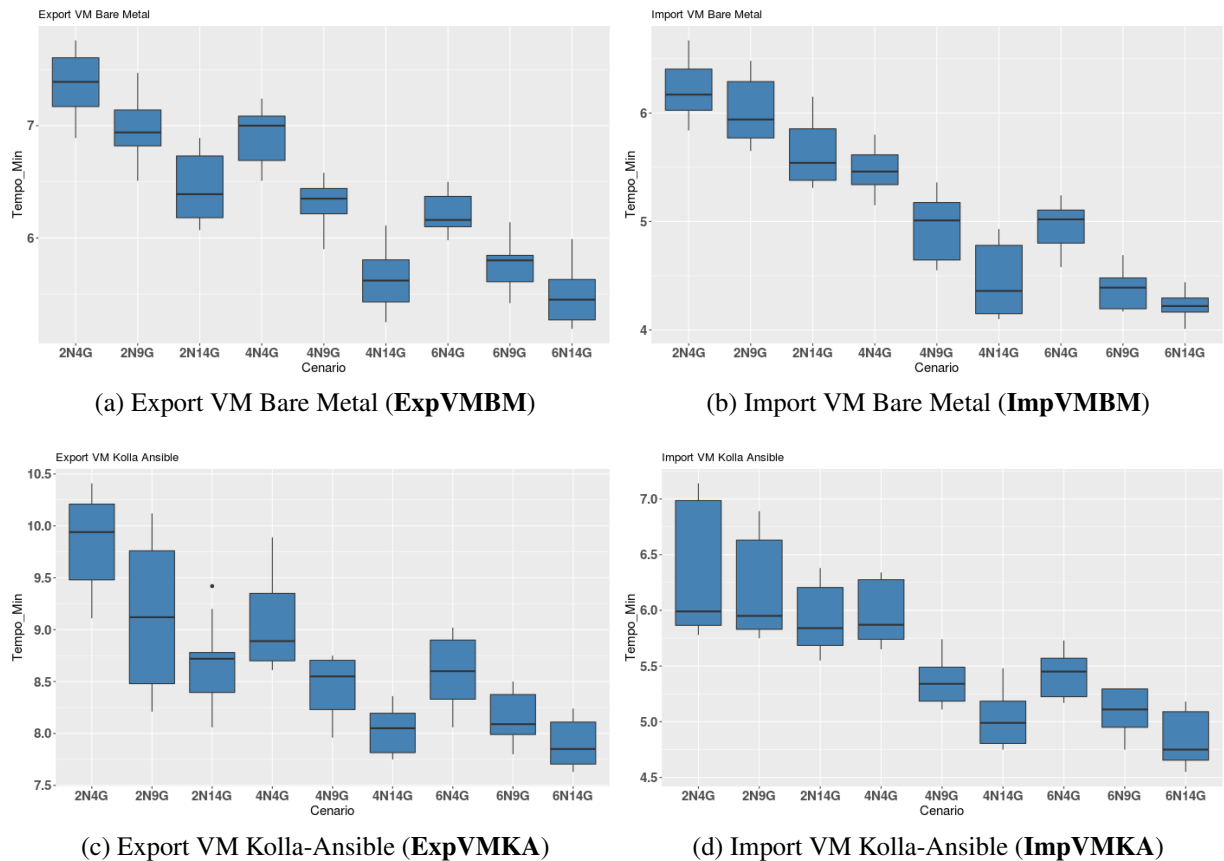 Export VM Bare Metal
Tempo_Min
7
6
2N4G 2N9G 2N14G 4N4G 4N9G 4N14G 6N4G 6N9G 6N14G
Cenario
(a) Export VM Bare Metal (ExpVMBM)
Import VM Bare Metal
Tempo_Min
6
5
4
2N4G 2N9G 2N14G 4N4G 4N9G 4N14G 6N4G 6N9G 6N14G
Cenario
(b) Import VM Bare Metal (ImpVMBM)
Export VM Kolla Ansible
Tempo_Min
10.5
10.0
9.5
9.0
8.5
8.0
7.5
2N4G 2N9G 2N14G 4N4G 4N9G 4N14G 6N4G 6N9G 6N14G
Cenario
(c) Export VM Kolla-Ansible (ExpVMKA)
Import VM Kolla Ansible
Tempo_Min
7.0
6.5
6.0
5.5
5.0
4.5
2N4G 2N9G 2N14G 4N4G 4N9G 4N14G 6N4G 6N9G 6N14G
Cenario
(d) Import VM Kolla-Ansible (ImpVMKA)